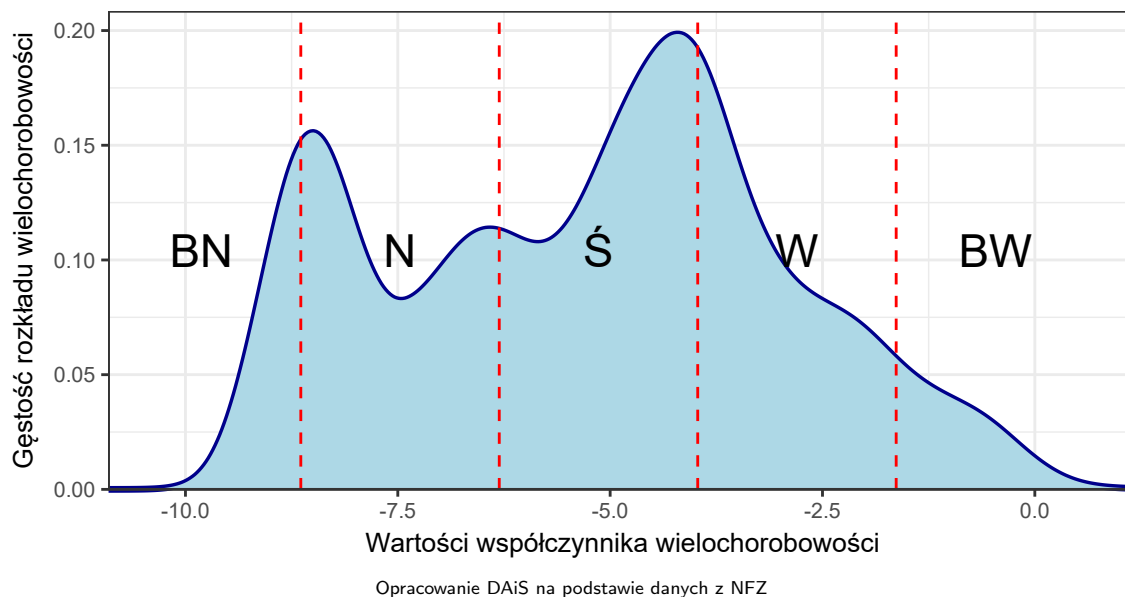 Gęstość rozkładu wielochorobowości
0.20
0.15
0.10
0.05
0.00
BN N Ś W BW
-10.0 -7.5 -5.0 -2.5 0.0
Wartości współczynnika wielochorobowości
Opracowanie DAiS na podstawie danych z NFZ